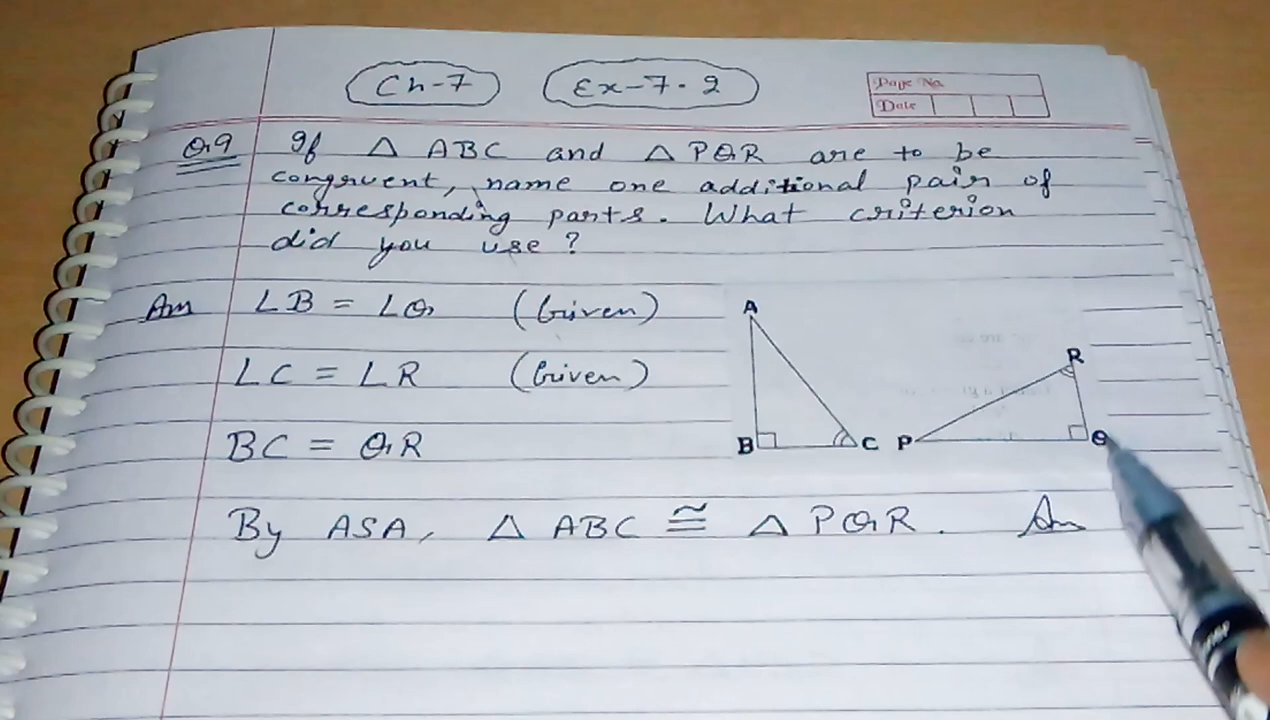 Ch-7 Ex-7.2
Page No.
Date
Q.9 If △ ABC and △ PQR are to be
congruent, name one additional pair of
corresponding parts. What criterion
did you use ?
Ans ∠B = ∠Q (Given)
∠C = ∠R (Given)
BC = QR
By ASA, △ ABC ≅ △ PQR. Ans
A
R
B C P Q